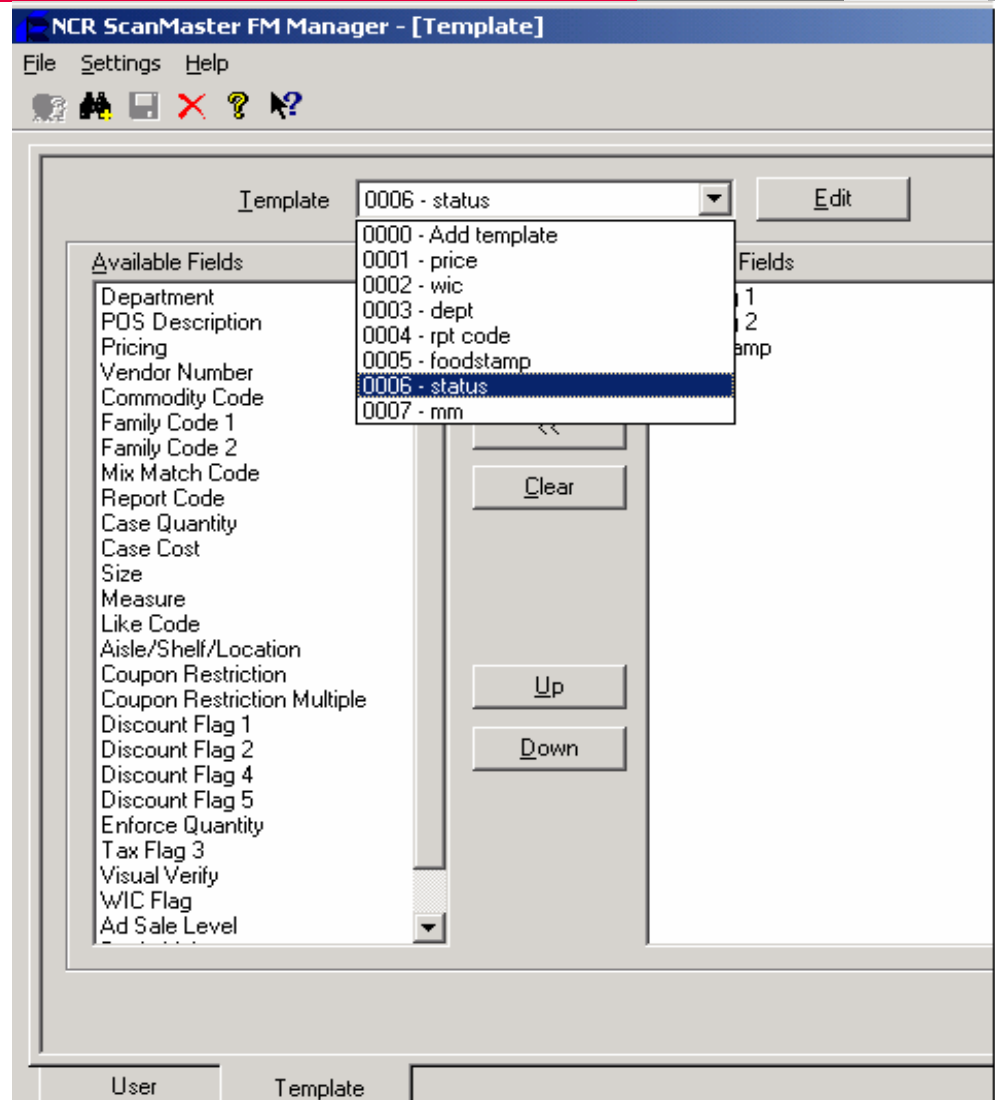 NCR ScanMaster FM Manager - [Template]
File Settings Help
Template 0006 - status Edit
0000 - Add template
0001 - price
0002 - wic
0003 - dept
0004 - rpt code
0005 - foodstamp
0006 - status
0007 - mm
Available Fields
Department
POS Description
Pricing
Vendor Number
Commodity Code
Family Code 1
Family Code 2
Mix Match Code
Report Code
Case Quantity
Case Cost
Size
Measure
Like Code
Aisle/Shelf/Location
Coupon Restriction
Coupon Restriction Multiple
Discount Flag 1
Discount Flag 2
Discount Flag 4
Discount Flag 5
Enforce Quantity
Tax Flag 3
Visual Verify
WIC Flag
Ad Sale Level
<<
Clear
Up
Down
Fields
1
2
amp
User Template